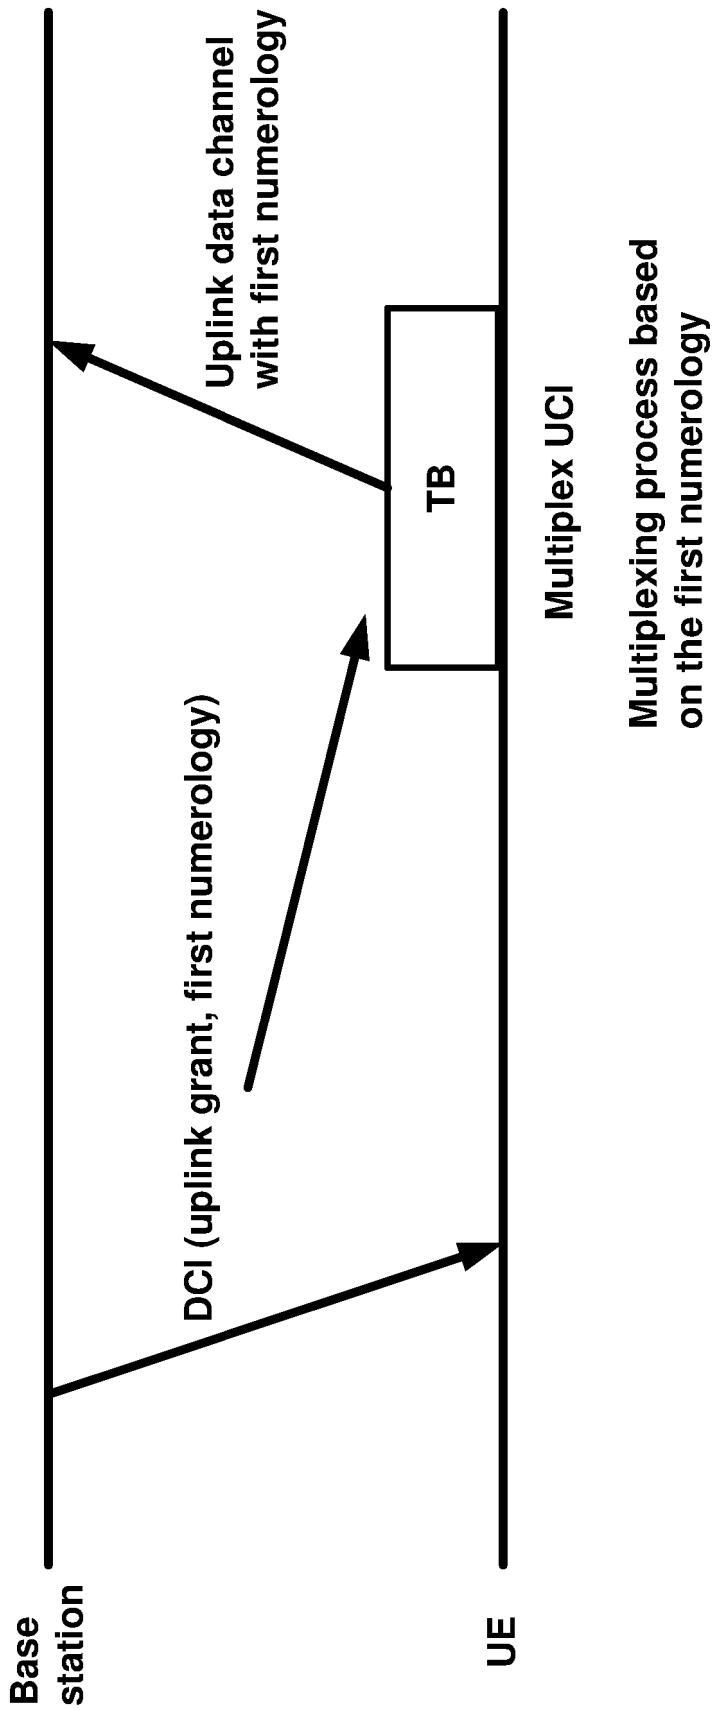 Base
station
DCI (uplink grant, first numerology)
Uplink data channel
with first numerology
TB
UE
Multiplex UCI
Multiplexing process based
on the first numerology